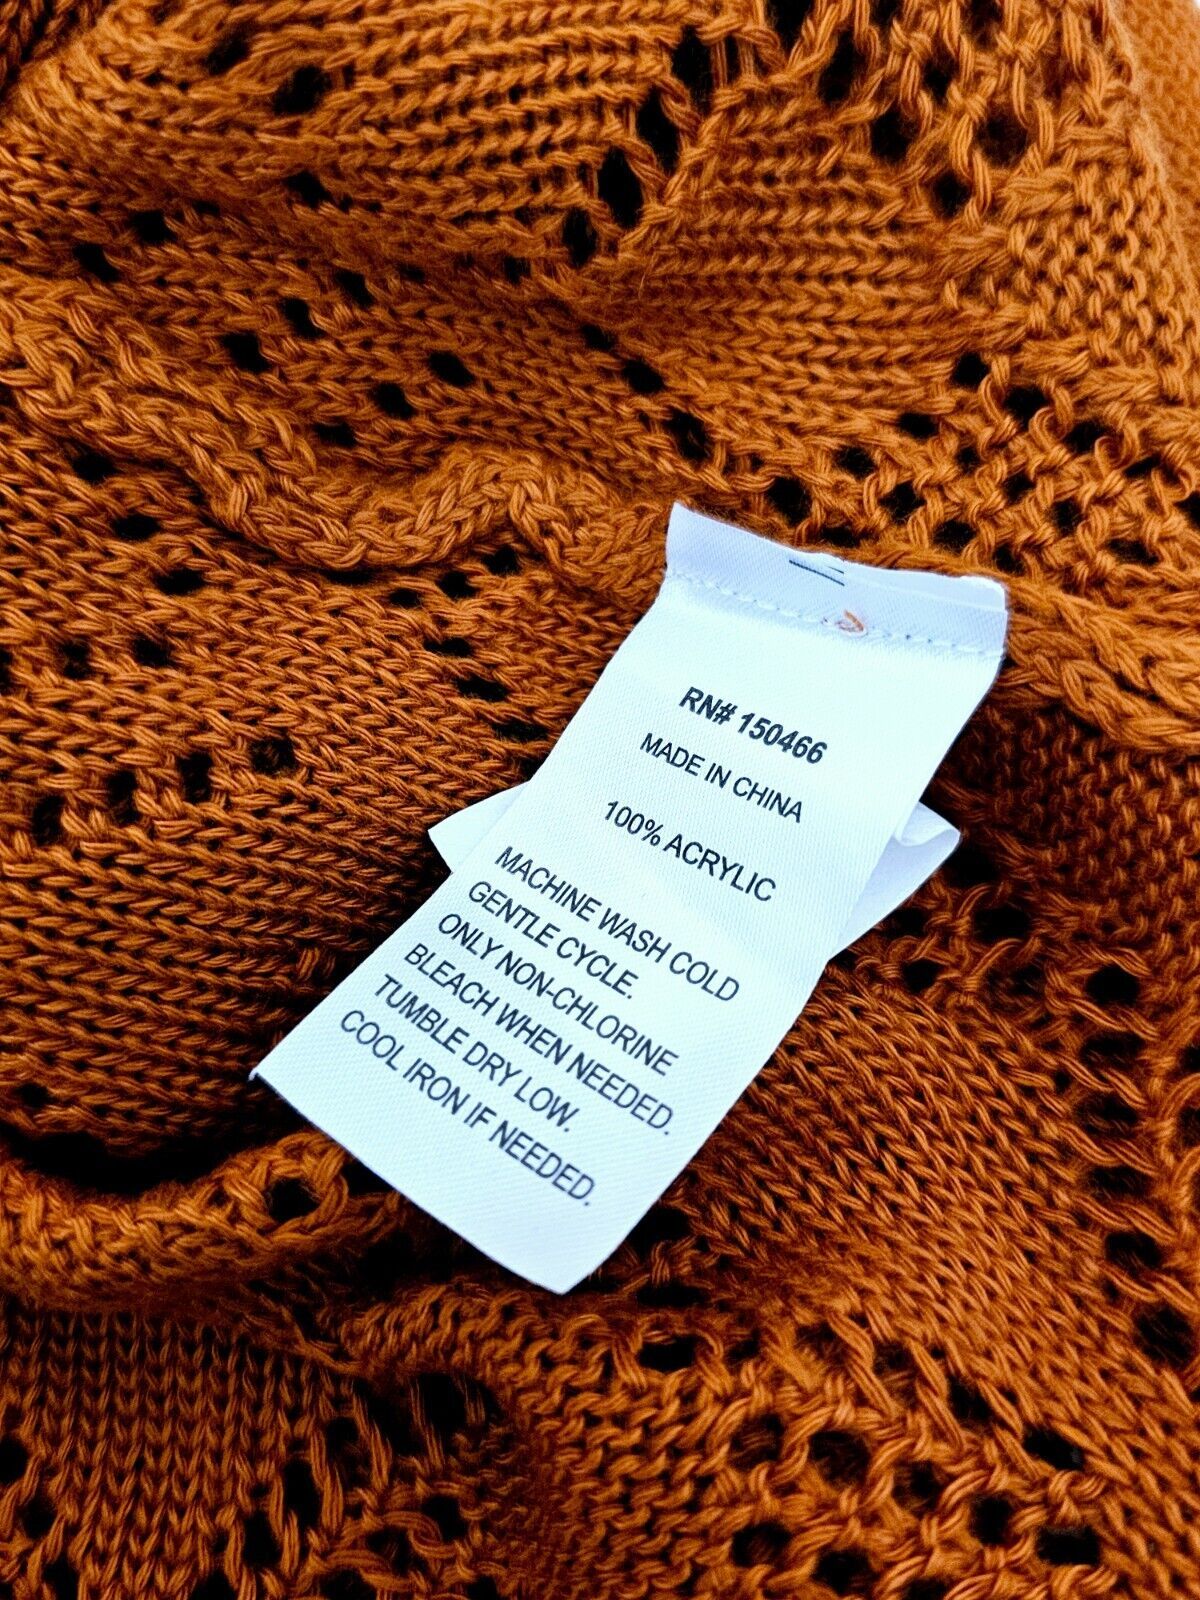 RN# 150466
MADE IN CHINA
100% ACRYLIC
MACHINE WASH COLD
GENTLE CYCLE.
ONLY NON-CHLORINE
BLEACH WHEN NEEDED.
TUMBLE DRY LOW.
COOL IRON IF NEEDED.